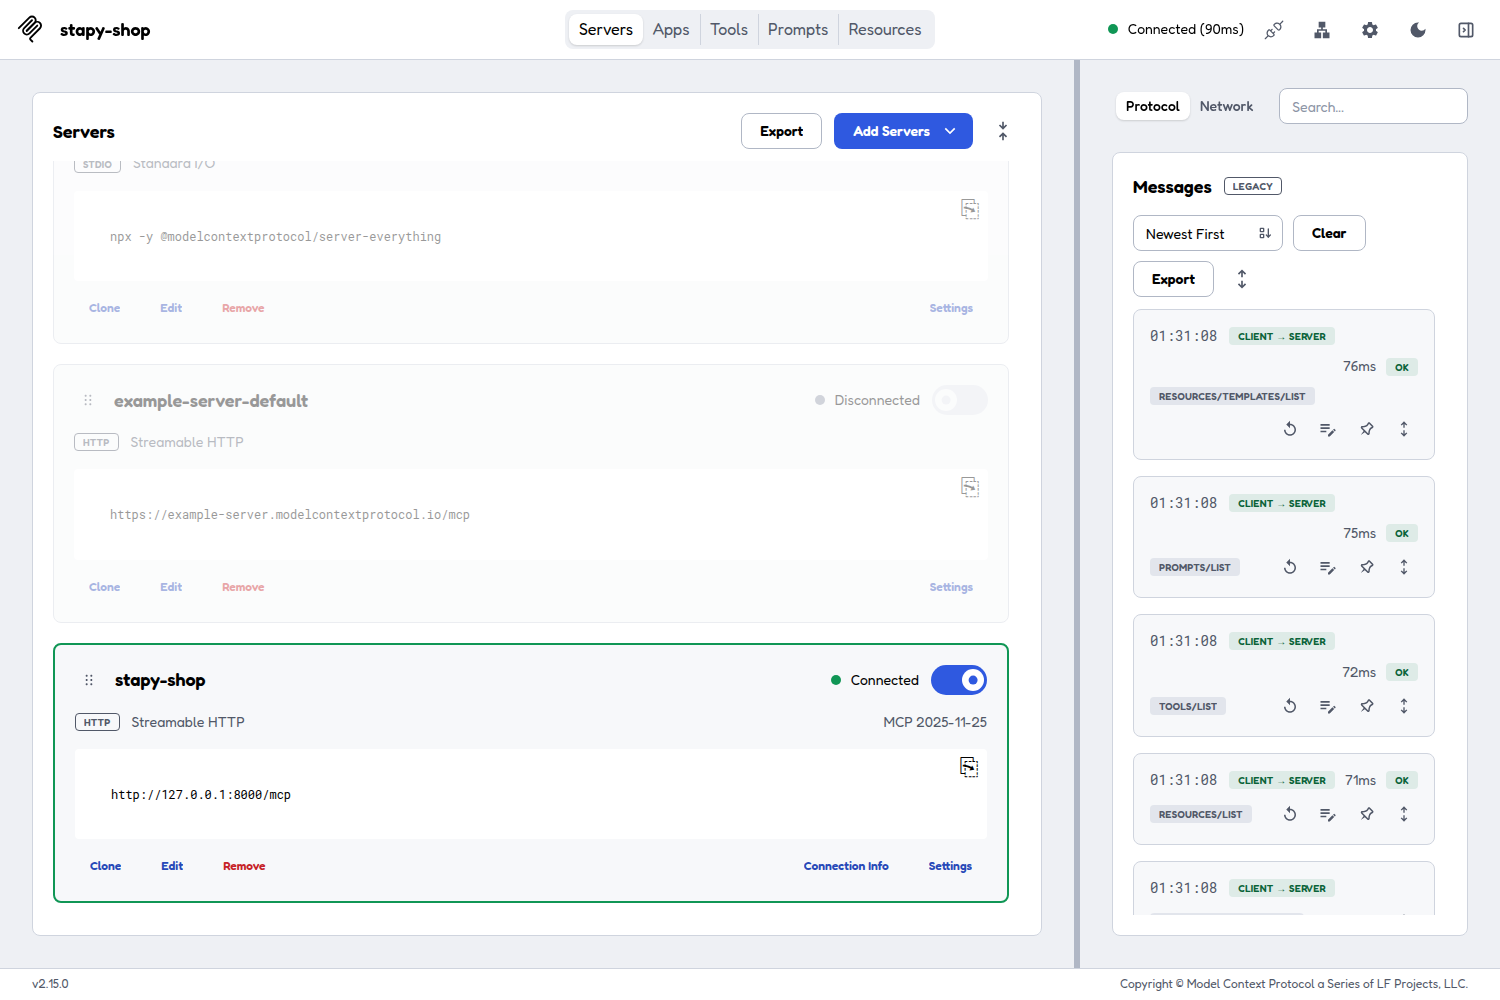 stapy-shop
Servers Apps Tools Prompts Resources
Connected (90ms)
Servers
Export
Add Servers
STDIO Standard I/O
npx -y @modelcontextprotocol/server-everything
Clone Edit Remove Settings
example-server-default
Disconnected
HTTP Streamable HTTP
https://example-server.modelcontextprotocol.io/mcp
Clone Edit Remove Settings
stapy-shop
Connected
HTTP Streamable HTTP
MCP 2025-11-25
http://127.0.0.1:8000/mcp
Clone Edit Remove Connection Info Settings
Protocol Network
Search...
Messages LEGACY
Newest First
Clear
Export
01:31:08 CLIENT → SERVER
76ms OK
RESOURCES/TEMPLATES/LIST
01:31:08 CLIENT → SERVER
75ms OK
PROMPTS/LIST
01:31:08 CLIENT → SERVER
72ms OK
TOOLS/LIST
01:31:08 CLIENT → SERVER 71ms OK
RESOURCES/LIST
01:31:08 CLIENT → SERVER
v2.15.0
Copyright © Model Context Protocol a Series of LF Projects, LLC.